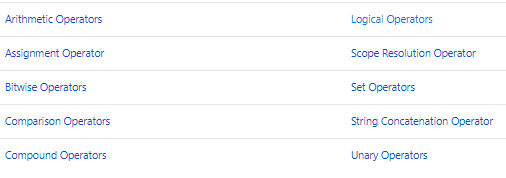 Arithmetic Operators
Logical Operators
Assignment Operator
Scope Resolution Operator
Bitwise Operators
Set Operators
Comparison Operators
String Concatenation Operator
Compound Operators
Unary Operators